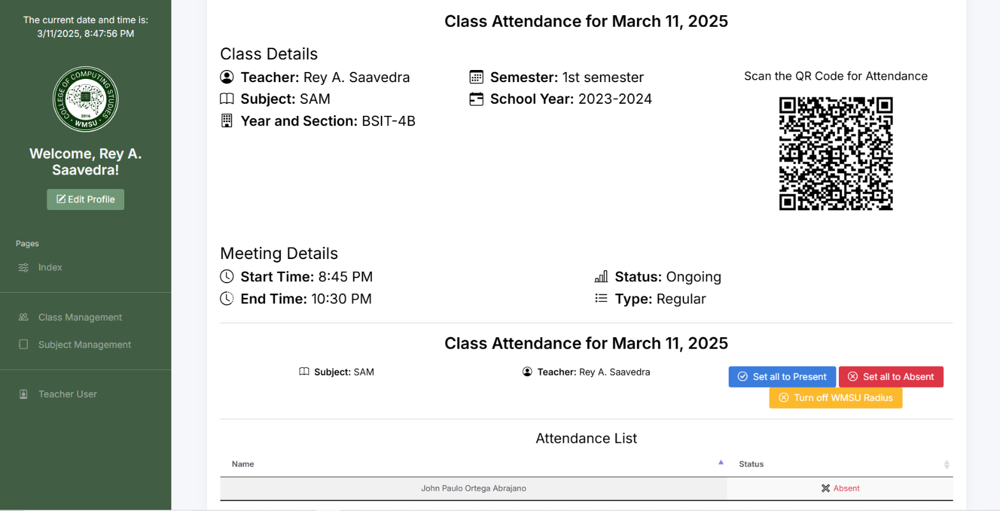 The current date and time is:
3/11/2025, 8:47:56 PM
COLLEGE OF COMPUTING STUDIES
2016
WMSU
Welcome, Rey A.
Saavedra!
Edit Profile
Pages
Index
Class Management
Subject Management
Teacher User
Class Attendance for March 11, 2025
Class Details
Teacher: Rey A. Saavedra
Subject: SAM
Year and Section: BSIT-4B
Semester: 1st semester
School Year: 2023-2024
Scan the QR Code for Attendance
Meeting Details
Start Time: 8:45 PM
End Time: 10:30 PM
Status: Ongoing
Type: Regular
Class Attendance for March 11, 2025
Subject: SAM
Teacher: Rey A. Saavedra
Set all to Present
Set all to Absent
Turn off WMSU Radius
Attendance List
Name
Status
John Paulo Ortega Abrajano
Absent